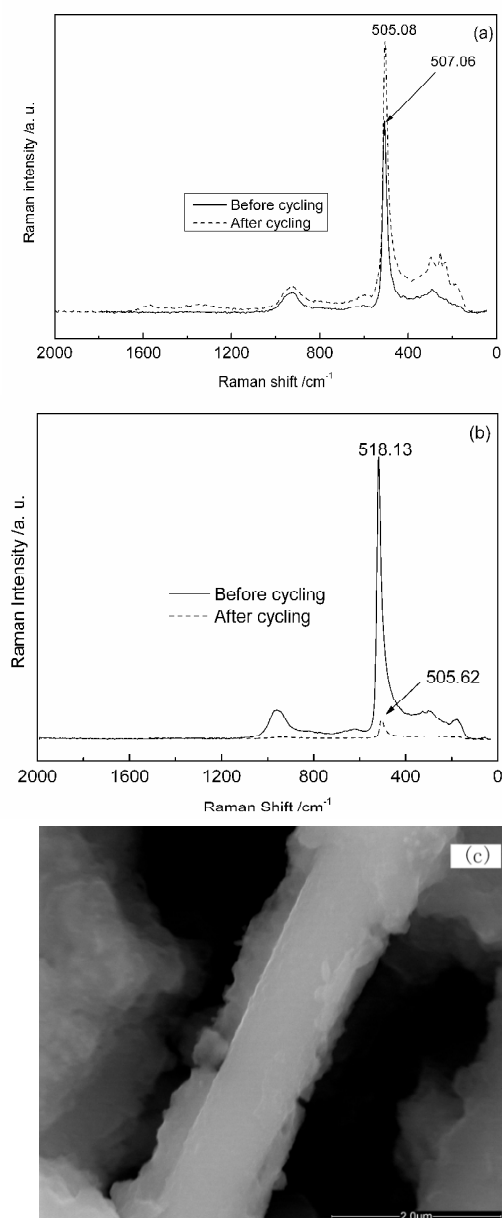 (a)
505.08
507.06
Raman intensity /a. u.
Before cycling
After cycling
2000 1600 1200 800 400 0
Raman shift /cm-1
(b)
518.13
Raman Intensity /a. u.
Before cycling
After cycling
505.62
2000 1600 1200 800 400 0
Raman Shift /cm-1
(c)
2.0um